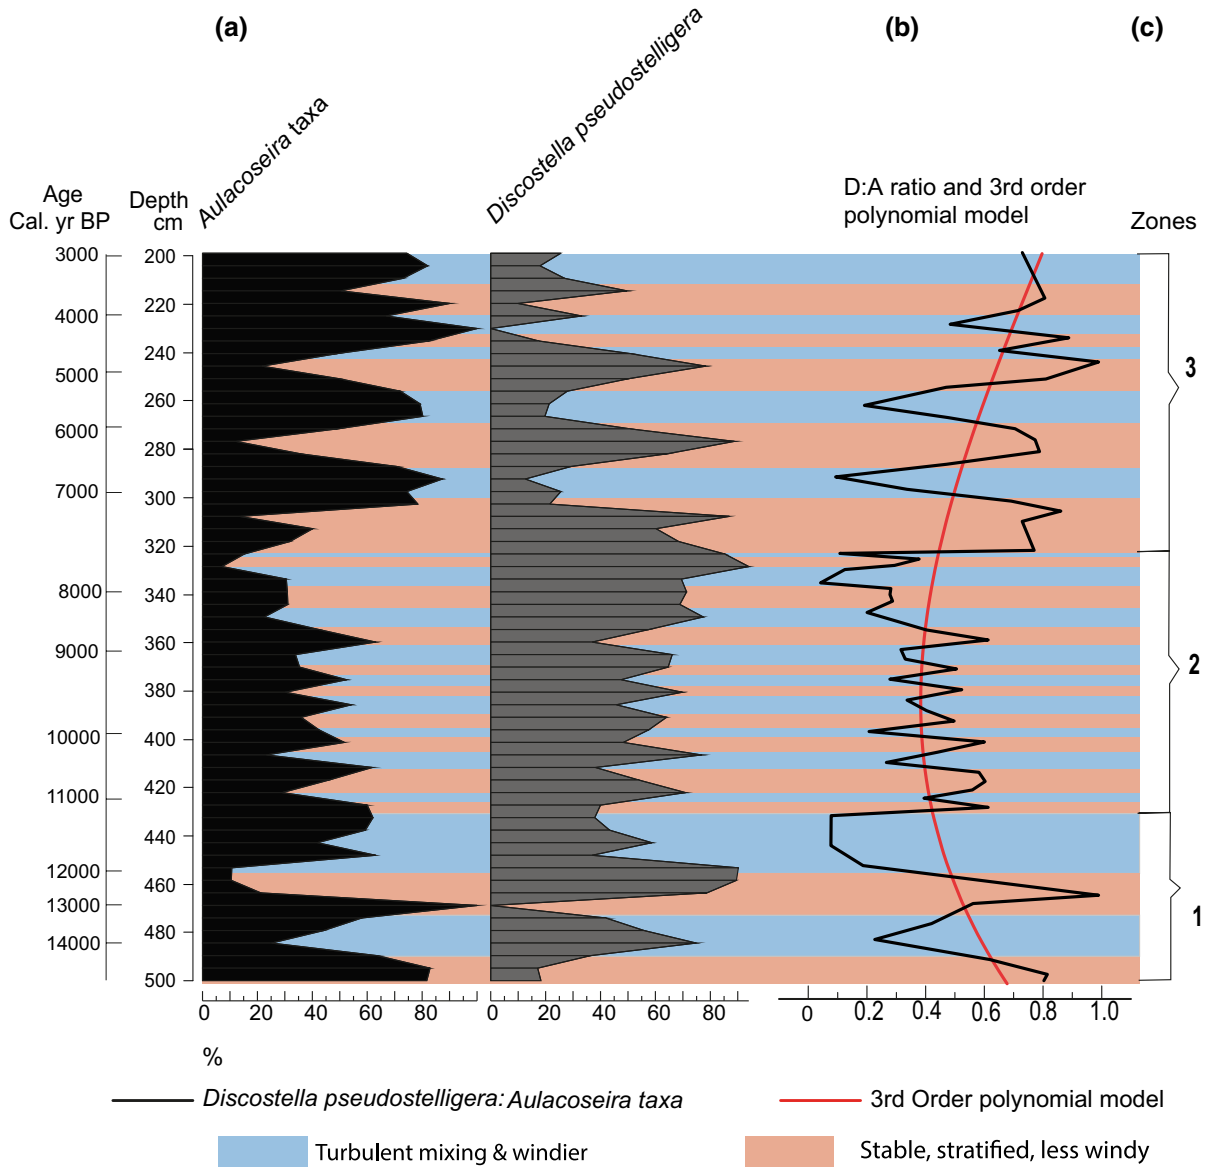 (a)
(b)
(c)
Aulacoseira taxa
Discostella pseudostelligera
D:A ratio and 3rd order
polynomial model
Age
Cal. yr BP
Depth
cm
Zones
3000
4000
5000
6000
7000
8000
9000
10000
11000
12000
13000
14000
200
220
240
260
280
300
320
340
360
380
400
420
440
460
480
500
3
2
1
0 20 40 60 80
0 20 40 60 80
0 0.2 0.4 0.6 0.8 1.0
%
Discostella pseudostelligera: Aulacoseira taxa
3rd Order polynomial model
Turbulent mixing & windier
Stable, stratified, less windy